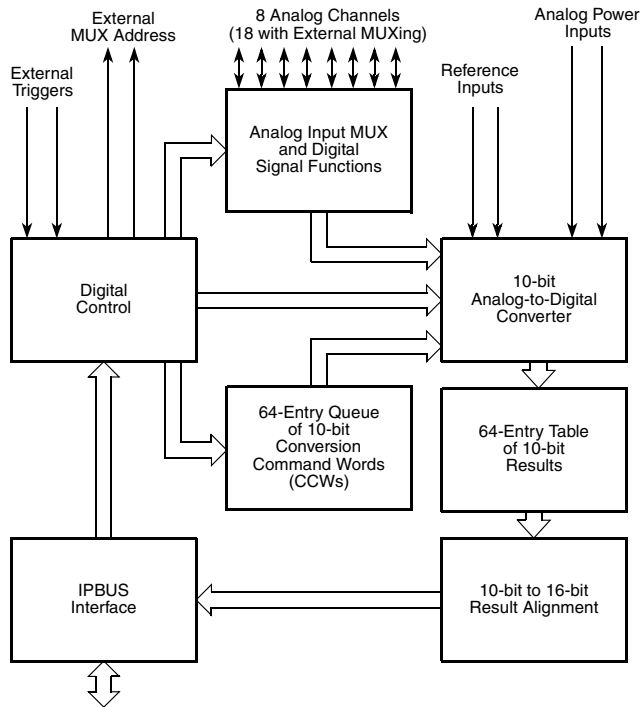 External
MUX Address
8 Analog Channels
(18 with External MUXing)
Analog Power
Inputs
External
Triggers
Reference
Inputs
Analog Input MUX
and Digital
Signal Functions
Digital
Control
10-bit
Analog-to-Digital
Converter
64-Entry Queue
of 10-bit
Conversion
Command Words
(CCWs)
64-Entry Table
of 10-bit
Results
IPBUS
Interface
10-bit to 16-bit
Result Alignment